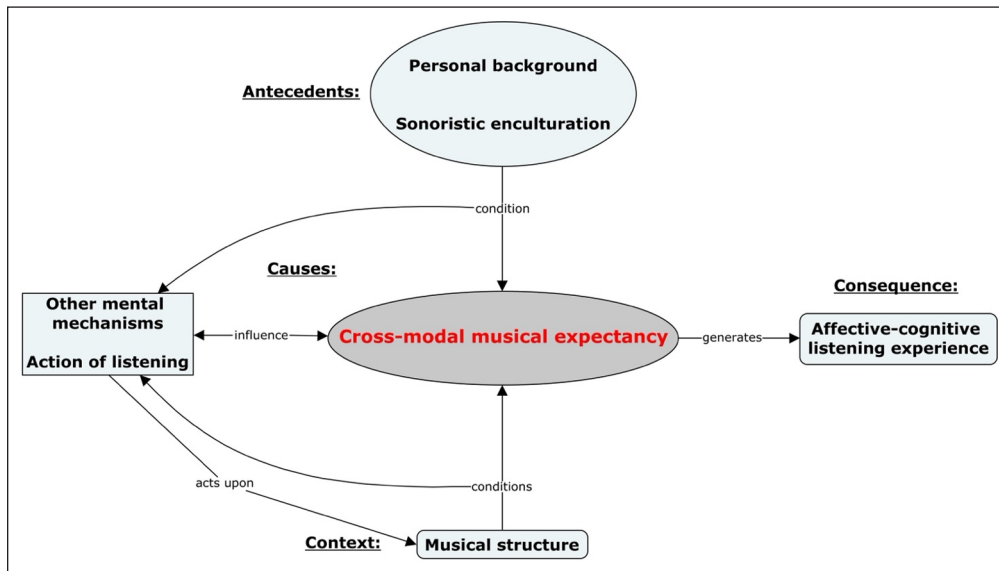 Personal background
Antecedents:
Sonoristic enculturation
condition
Causes:
Consequence:
Other mental
mechanisms
Action of listening
influence
Cross-modal musical expectancy
generates
Affective-cognitive
listening experience
acts upon
conditions
Context:
Musical structure